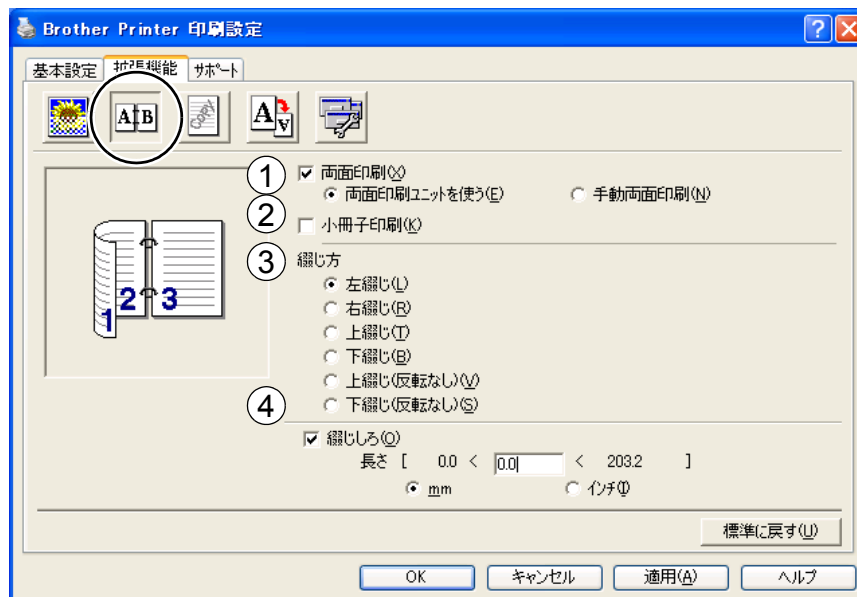 Brother Printer 印刷設定
基本設定 拡張機能 サポート
A B Copy A A
① ☑ 両面印刷(X)
両面印刷ユニットを使う(E) 手動両面印刷(N)
② 小冊子印刷(K)
③ 綴じ方
左綴じ(L)
右綴じ(R)
上綴じ(T)
下綴じ(B)
上綴じ(反転なし)(V)
下綴じ(反転なし)(S)
④
綴じしろ(O)
長さ [ 0.0 < 0.0 < 203.2 ]
mm インチ(I)
1 2 3
標準に戻す(U)
OK キャンセル 適用(A) ヘルプ